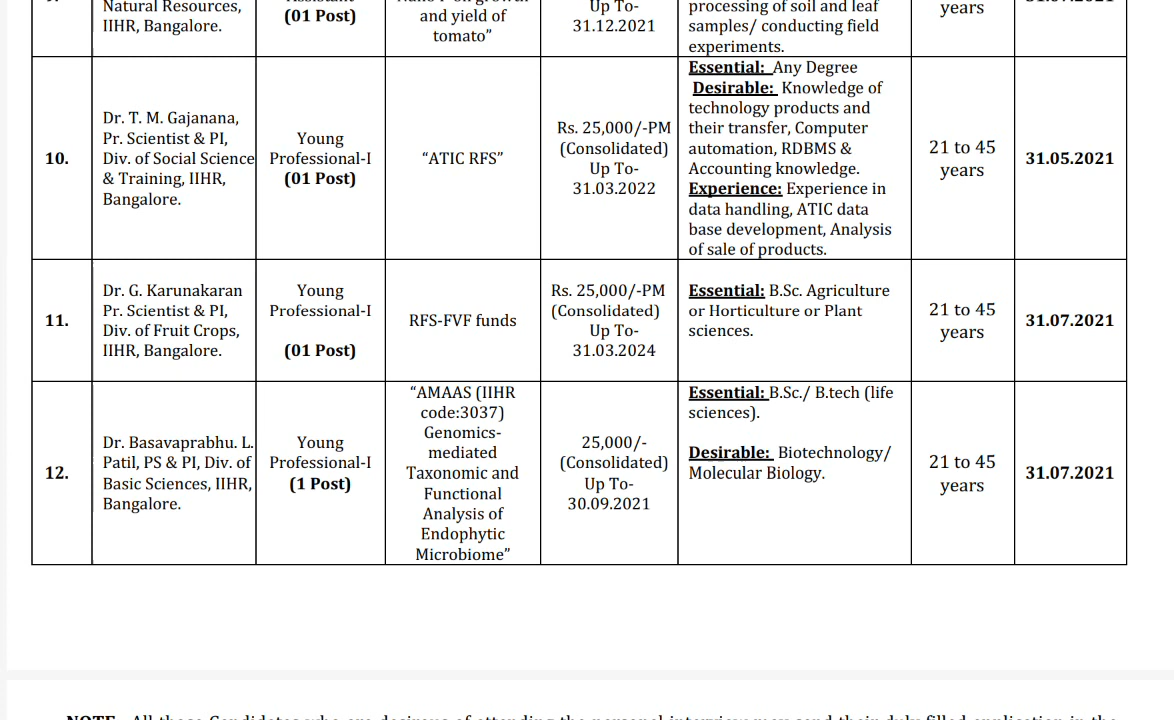 Natural Resources,
IIHR, Bangalore.
(01 Post)
and yield of
tomato”
Up To-
31.12.2021
processing of soil and leaf
samples/ conducting field
experiments.
years
10.
Dr. T. M. Gajanana,
Pr. Scientist & PI,
Div. of Social Science
& Training, IIHR,
Bangalore.
Young
Professional-I
(01 Post)
“ATIC RFS”
Rs. 25,000/-PM
(Consolidated)
Up To-
31.03.2022
Essential: Any Degree
Desirable: Knowledge of
technology products and
their transfer, Computer
automation, RDBMS &
Accounting knowledge.
Experience: Experience in
data handling, ATIC data
base development, Analysis
of sale of products.
21 to 45
years
31.05.2021
11.
Dr. G. Karunakaran
Pr. Scientist & PI,
Div. of Fruit Crops,
IIHR, Bangalore.
Young
Professional-I
(01 Post)
RFS-FVF funds
Rs. 25,000/-PM
(Consolidated)
Up To-
31.03.2024
Essential: B.Sc. Agriculture
or Horticulture or Plant
sciences.
21 to 45
years
31.07.2021
12.
Dr. Basavaprabhu. L.
Patil, PS & PI, Div. of
Basic Sciences, IIHR,
Bangalore.
Young
Professional-I
(1 Post)
“AMAAS (IIHR
code:3037)
Genomics-
mediated
Taxonomic and
Functional
Analysis of
Endophytic
Microbiome”
25,000/-
(Consolidated)
Up To-
30.09.2021
Essential: B.Sc./ B.tech (life
sciences).
Desirable: Biotechnology/
Molecular Biology.
21 to 45
years
31.07.2021